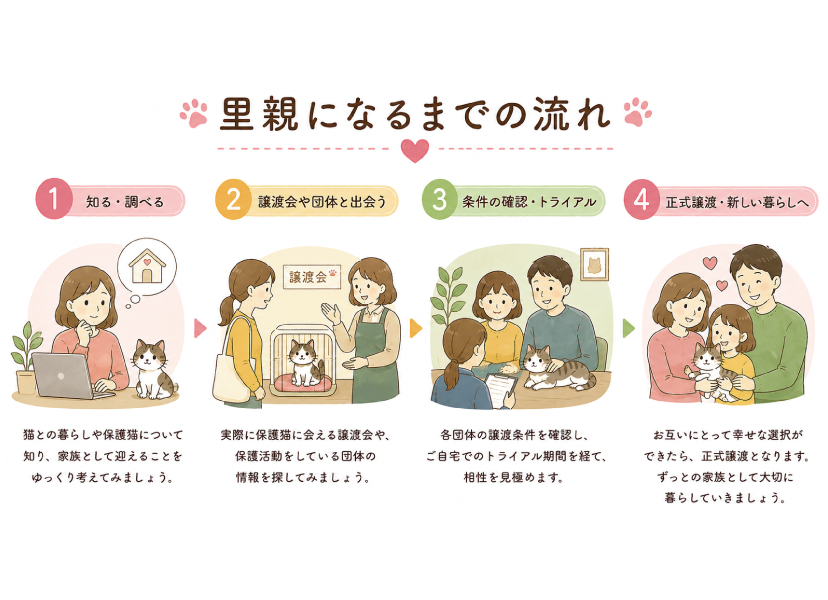 里親になるまでの流れ
1 知る・調べる
猫との暮らしや保護猫について
知り、家族として迎えることを
ゆっくり考えてみましょう。
2 譲渡会や団体と出会う
譲渡会
実際に保護猫に会える譲渡会や、
保護活動をしている団体の
情報を探してみましょう。
3 条件の確認・トライアル
各団体の譲渡条件を確認し、
ご自宅でのトライアル期間を経て、
相性を見極めます。
4 正式譲渡・新しい暮らしへ
お互いにとって幸せな選択が
できたら、正式譲渡となります。
ずっとの家族として大切に
暮らしていきましょう。